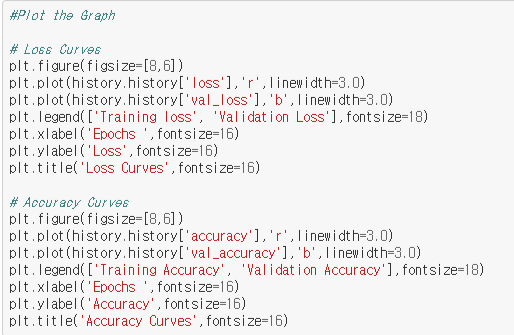 #Plot the Graph
# Loss Curves
plt.figure(figsize=[8,6])
plt.plot(history.history['loss'],'r',linewidth=3.0)
plt.plot(history.history['val_loss'],'b',linewidth=3.0)
plt.legend(['Training loss', 'Validation Loss'],fontsize=18)
plt.xlabel('Epochs ',fontsize=16)
plt.ylabel('Loss',fontsize=16)
plt.title('Loss Curves',fontsize=16)
# Accuracy Curves
plt.figure(figsize=[8,6])
plt.plot(history.history['accuracy'],'r',linewidth=3.0)
plt.plot(history.history['val_accuracy'],'b',linewidth=3.0)
plt.legend(['Training Accuracy', 'Validation Accuracy'],fontsize=18)
plt.xlabel('Epochs ',fontsize=16)
plt.ylabel('Accuracy',fontsize=16)
plt.title('Accuracy Curves',fontsize=16)